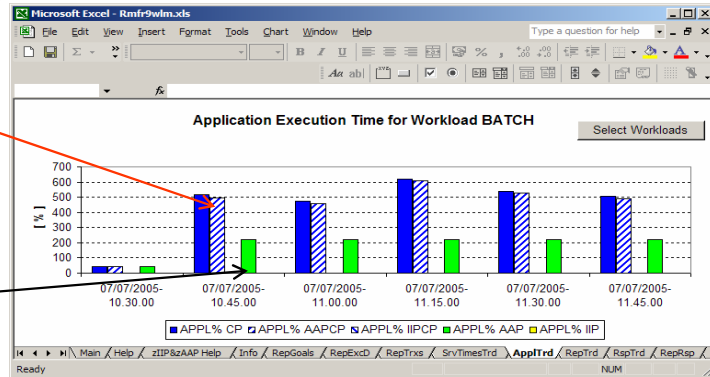 Microsoft Excel - Rmfr9wlm.xls
File Edit View Insert Format Tools Chart Window Help Type a question for help
B I U % ,
Aa ab|
fx
Application Execution Time for Workload BATCH
Select Workloads
700
600
500
400
300
200
100
0
[ % ]
07/07/2005- 07/07/2005- 07/07/2005- 07/07/2005- 07/07/2005- 07/07/2005-
10.30.00 10.45.00 11.00.00 11.15.00 11.30.00 11.45.00
APPL% CP APPL% AAPCP APPL% IIPCP APPL% AAP APPL% IIP
Main / Help / zIIP&zAAP Help / Info / RepGoals / RepExcD / RepTrxs / SrvTimesTrd / ApplTrd / RepTrd / RspTrd / RepRsp /
Ready NUM